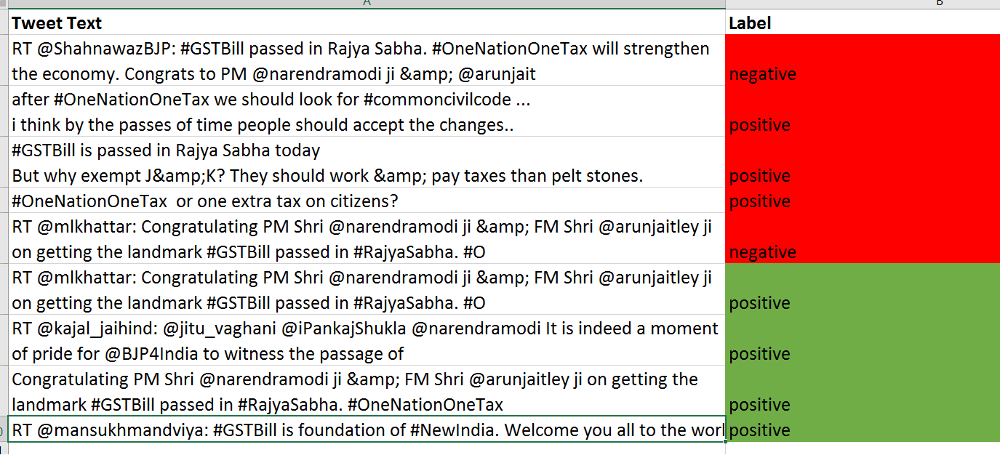 A
B
Tweet Text Label
RT @ShahnawazBJP: #GSTBill passed in Rajya Sabha. #OneNationOneTax will strengthen
the economy. Congrats to PM @narendramodi ji &amp; @arunjait negative
after #OneNationOneTax we should look for #commoncivilcode ...
i think by the passes of time people should accept the changes.. positive
#GSTBill is passed in Rajya Sabha today
But why exempt J&amp;K? They should work &amp; pay taxes than pelt stones. positive
#OneNationOneTax  or one extra tax on citizens? positive
RT @mlkhattar: Congratulating PM Shri @narendramodi ji &amp; FM Shri @arunjaitley ji
on getting the landmark #GSTBill passed in #RajyaSabha. #O negative
RT @mlkhattar: Congratulating PM Shri @narendramodi ji &amp; FM Shri @arunjaitley ji
on getting the landmark #GSTBill passed in #RajyaSabha. #O positive
RT @kajal_jaihind: @jitu_vaghani @iPankajShukla @narendramodi It is indeed a moment
of pride for @BJP4India to witness the passage of positive
Congratulating PM Shri @narendramodi ji &amp; FM Shri @arunjaitley ji on getting the
landmark #GSTBill passed in #RajyaSabha. #OneNationOneTax positive
RT @mansukhmandviya: #GSTBill is foundation of #NewIndia. Welcome you all to the worl positive